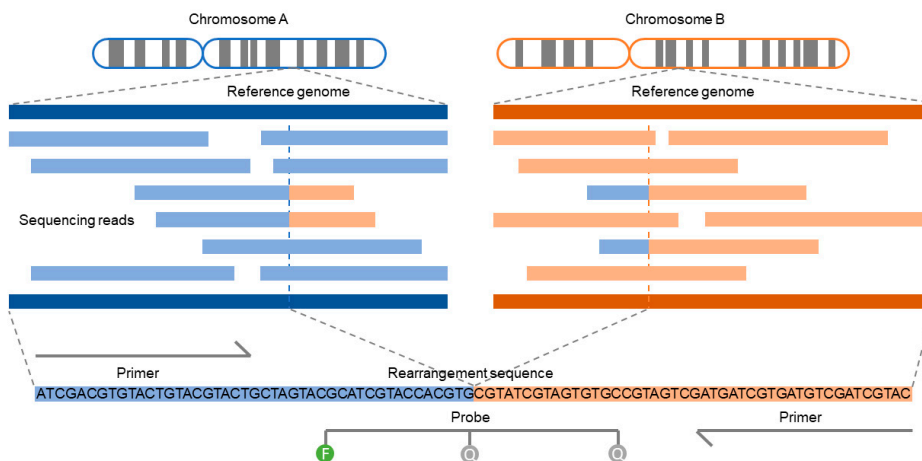 Chromosome A
Chromosome B
Reference genome
Reference genome
Sequencing reads
Primer
Rearrangement sequence
ATCGACGTGTACTGTACGTACTGCTAGTACGCATCGTACCACGTGCGTATCGTAGTGTGCCGTAGTCGATGATCGTGATGTCGATCGTAC
Probe
Primer
F
Q
Q